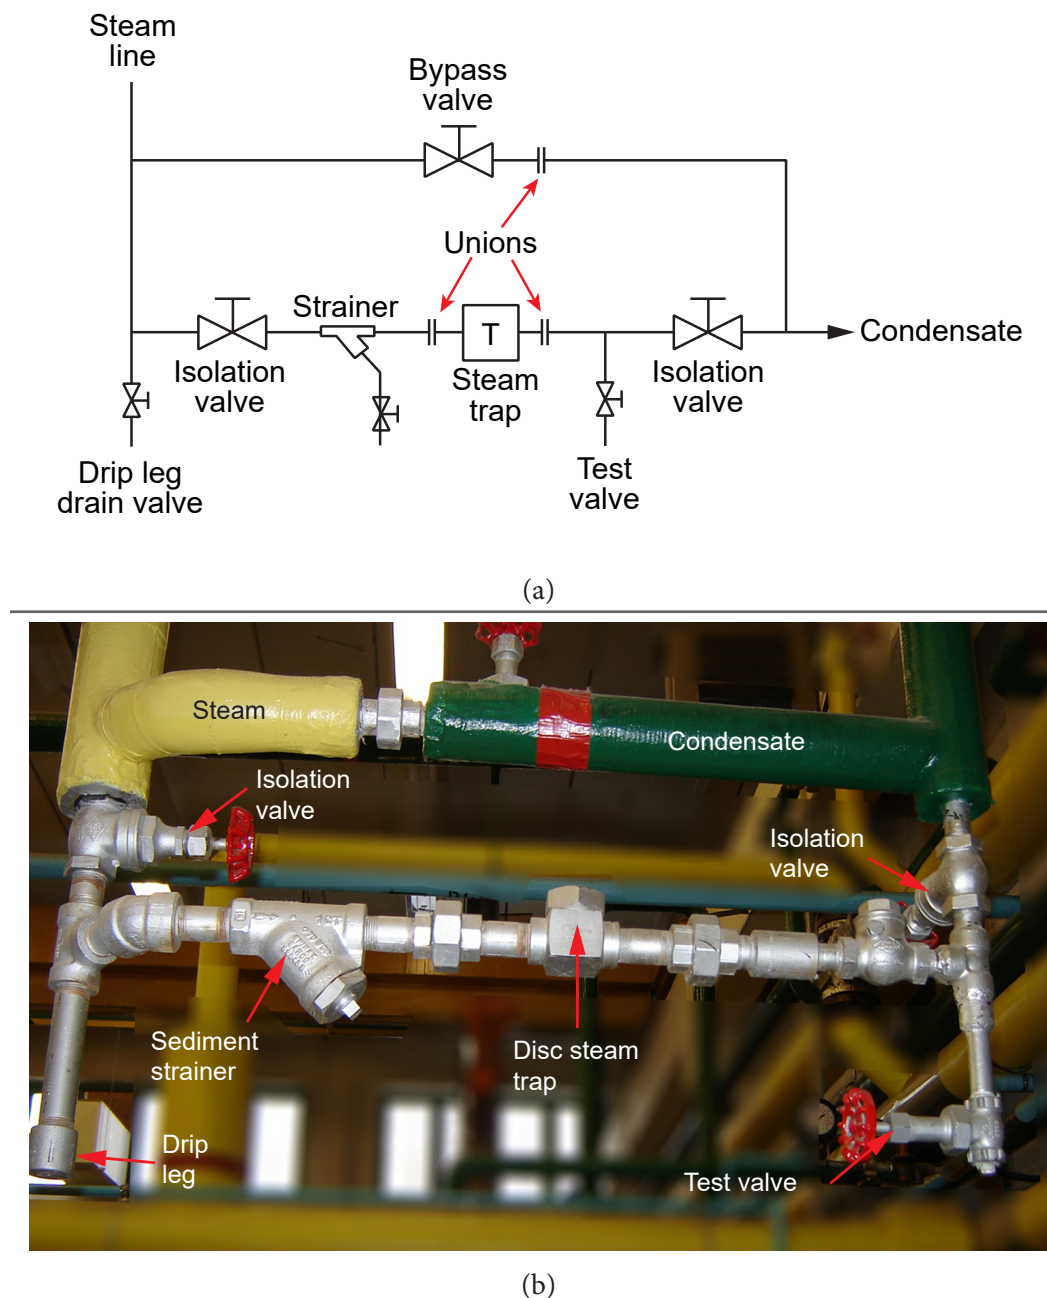 Steam
line
Bypass
valve
Unions
Strainer
T
Condensate
Isolation
valve
Steam
trap
Isolation
valve
Drip leg
drain valve
Test
valve
(a)
Steam
Condensate
Isolation
valve
Isolation
valve
Sediment
strainer
Disc steam
trap
Drip
leg
Test valve
(b)